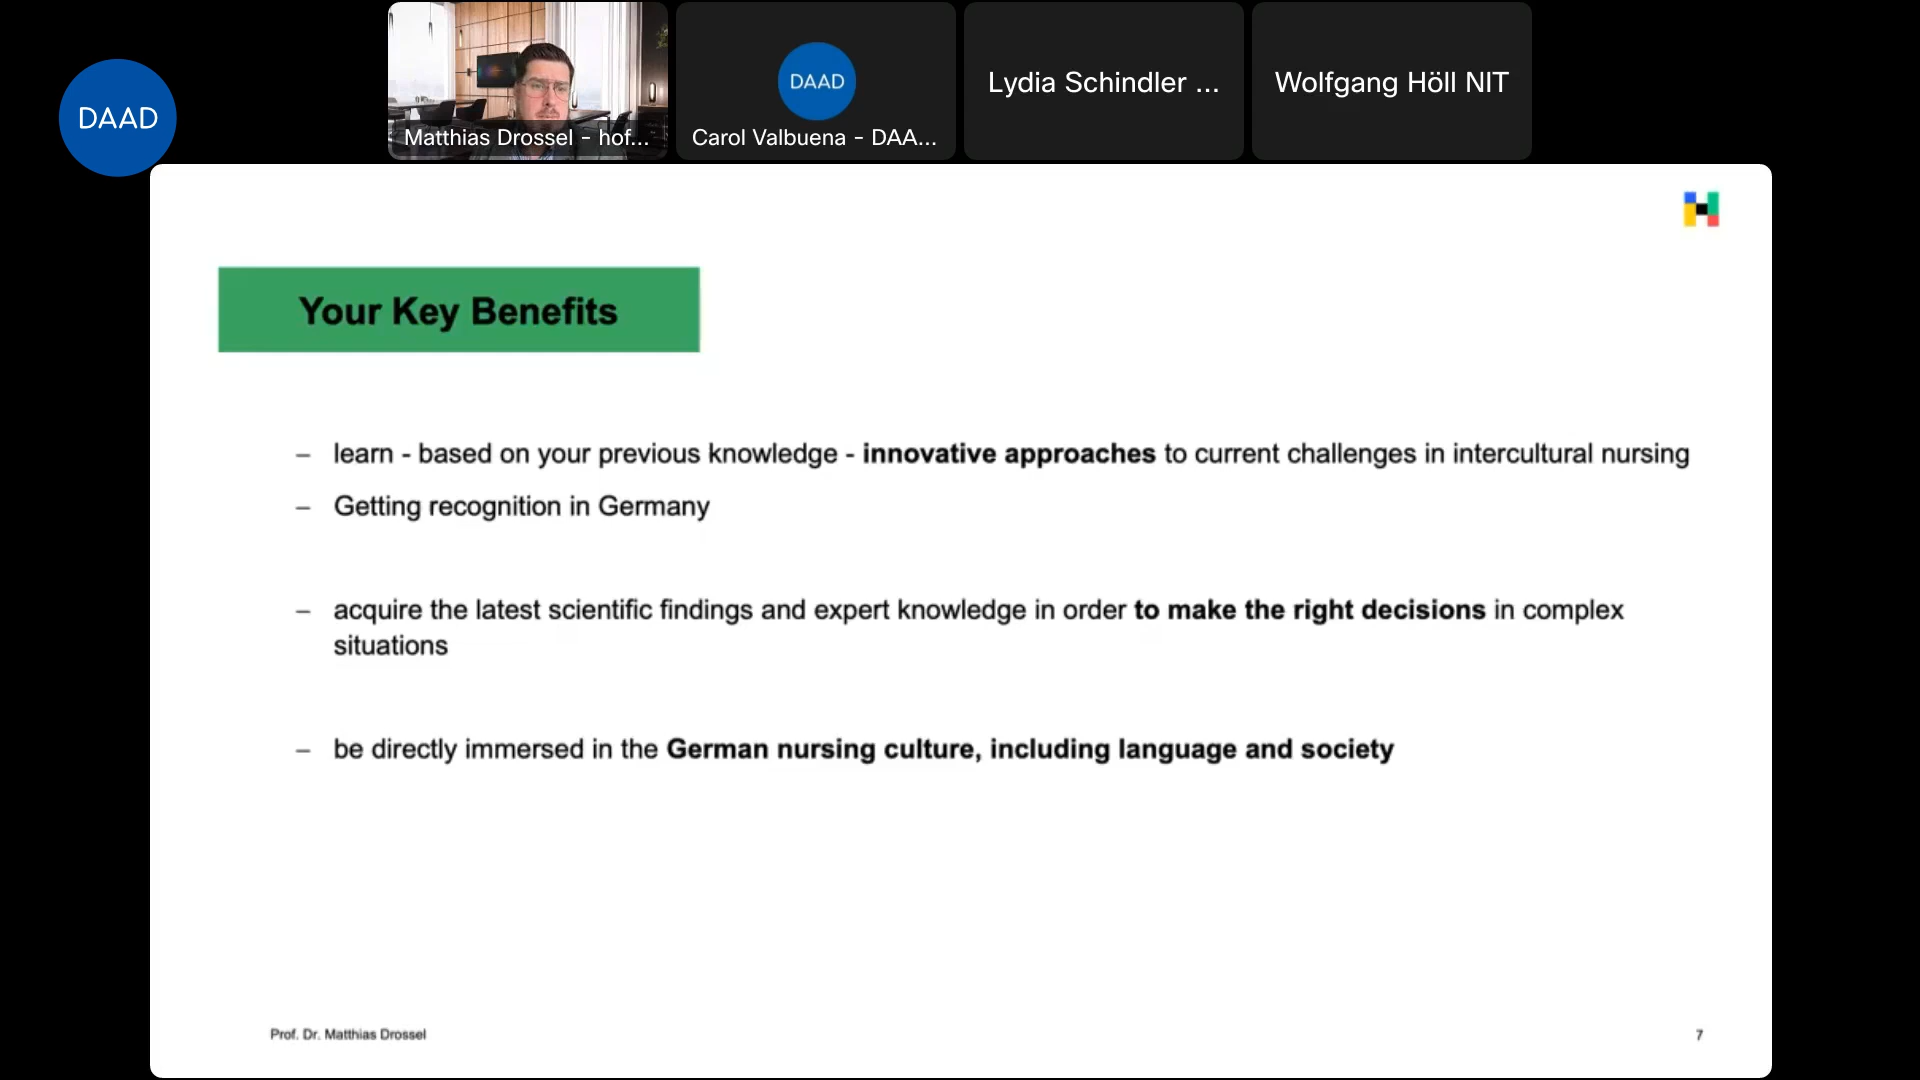 DAAD
Matthias Drossel - hof...
DAAD
Carol Valbuena - DAA...
Lydia Schindler ...
Wolfgang Höll NIT
Your Key Benefits
– learn - based on your previous knowledge - innovative approaches to current challenges in intercultural nursing
– Getting recognition in Germany
– acquire the latest scientific findings and expert knowledge in order to make the right decisions in complex
situations
– be directly immersed in the German nursing culture, including language and society
Prof. Dr. Matthias Drossel
7